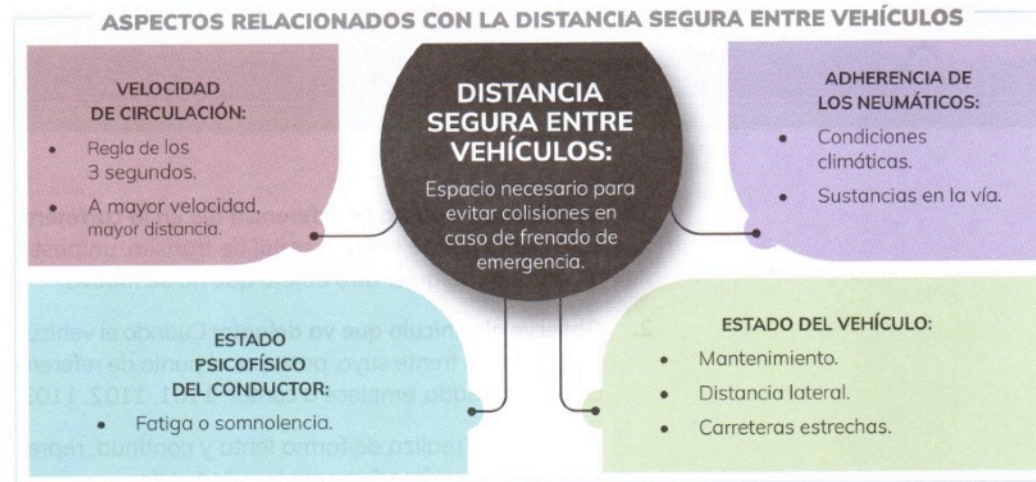 ASPECTOS RELACIONADOS CON LA DISTANCIA SEGURA ENTRE VEHÍCULOS
VELOCIDAD
DE CIRCULACIÓN:
• Regla de los
3 segundos.
• A mayor velocidad,
mayor distancia.
DISTANCIA
SEGURA ENTRE
VEHÍCULOS:
Espacio necesario para
evitar colisiones en
caso de frenado de
emergencia.
ADHERENCIA DE
LOS NEUMÁTICOS:
• Condiciones
climáticas.
• Sustancias en la vía.
ESTADO
PSICOFÍSICO
DEL CONDUCTOR:
• Fatiga o somnolencia.
ESTADO DEL VEHÍCULO:
• Mantenimiento.
• Distancia lateral.
• Carreteras estrechas.